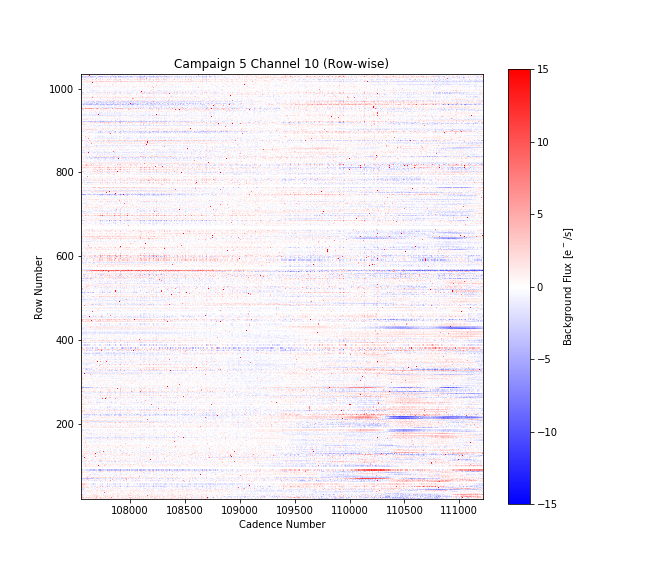 Campaign 5 Channel 10 (Row-wise)
1000
800
600
400
200
Row Number
108000 108500 109000 109500 110000 110500 111000
Cadence Number
15
10
5
0
−5
−10
−15
Background Flux [e⁻/s]